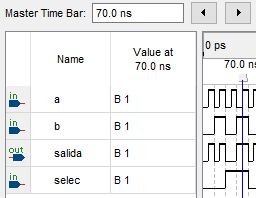 Master Time Bar: 70.0 ns
0 ps
Name
Value at
70.0 ns
70.0 ns
in a B 1
in b B 1
out salida B 1
in selec B 1